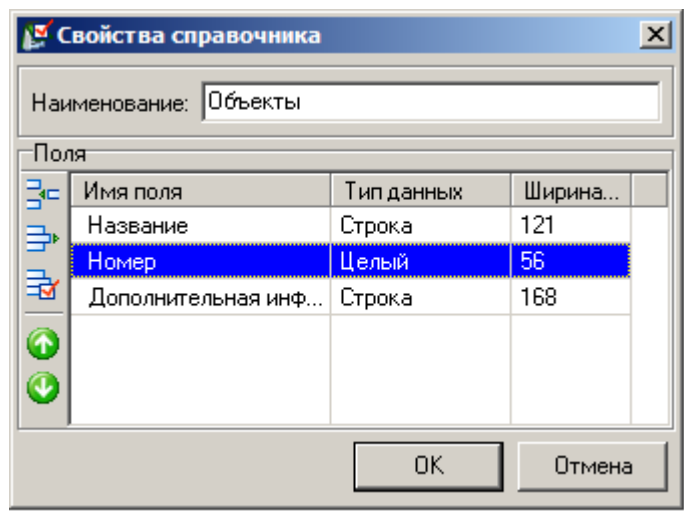 Свойства справочника
Наименование: Объекты
Поля
Имя поля Тип данных Ширина...
Название Строка 121
Номер Целый 56
Дополнительная инф... Строка 168
OK Отмена